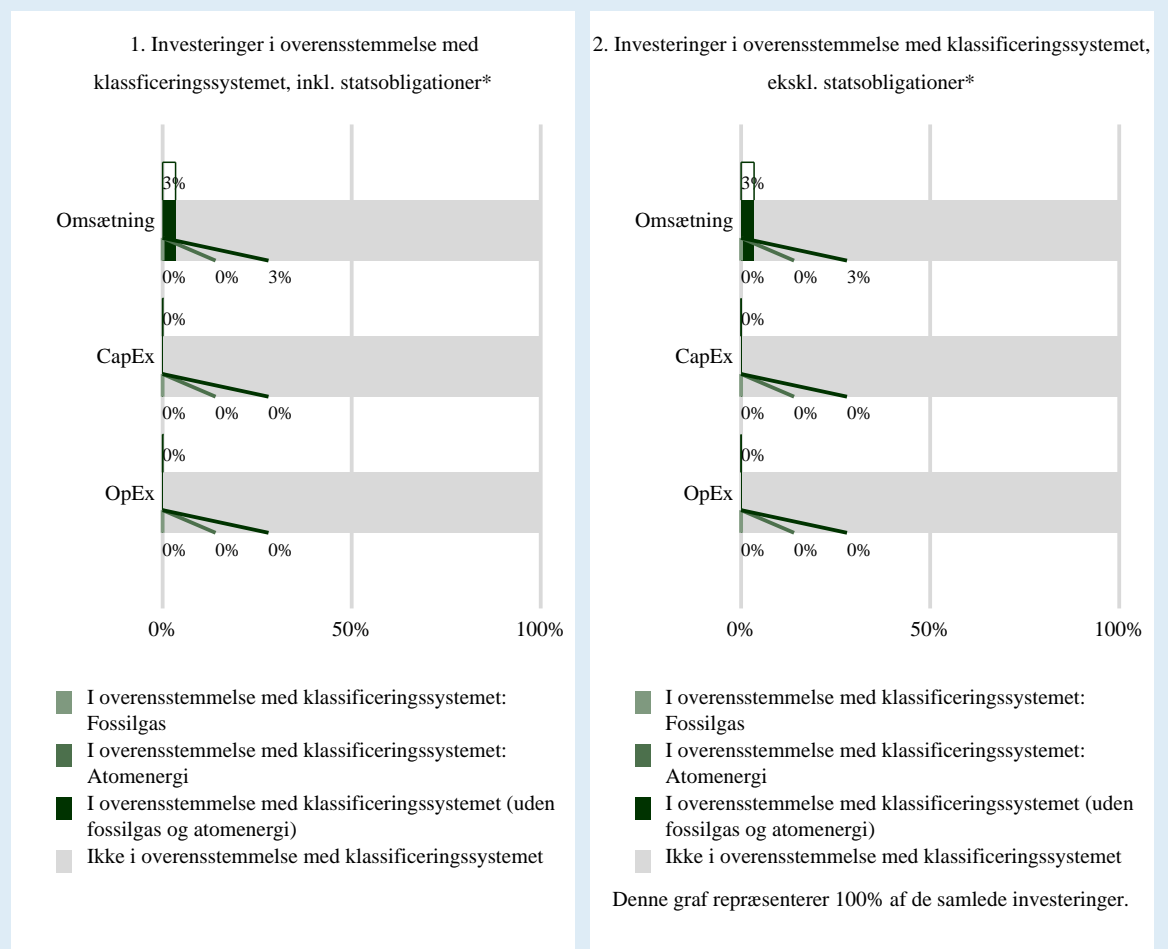 1. Investeringer i overensstemmelse med
klassficeringssystemet, inkl. statsobligationer*
3%
Omsætning
0% 0% 3%
0%
CapEx
0% 0% 0%
0%
OpEx
0% 0% 0%
0% 50% 100%
I overensstemmelse med klassificeringssystemet:
Fossilgas
I overensstemmelse med klassificeringssystemet:
Atomenergi
I overensstemmelse med klassificeringssystemet (uden
fossilgas og atomenergi)
Ikke i overensstemmelse med klassificeringssystemet
2. Investeringer i overensstemmelse med klassificeringssystemet,
ekskl. statsobligationer*
3%
Omsætning
0% 0% 3%
0%
CapEx
0% 0% 0%
0%
OpEx
0% 0% 0%
0% 50% 100%
I overensstemmelse med klassificeringssystemet:
Fossilgas
I overensstemmelse med klassificeringssystemet:
Atomenergi
I overensstemmelse med klassificeringssystemet (uden
fossilgas og atomenergi)
Ikke i overensstemmelse med klassificeringssystemet
Denne graf repræsenterer 100% af de samlede investeringer.